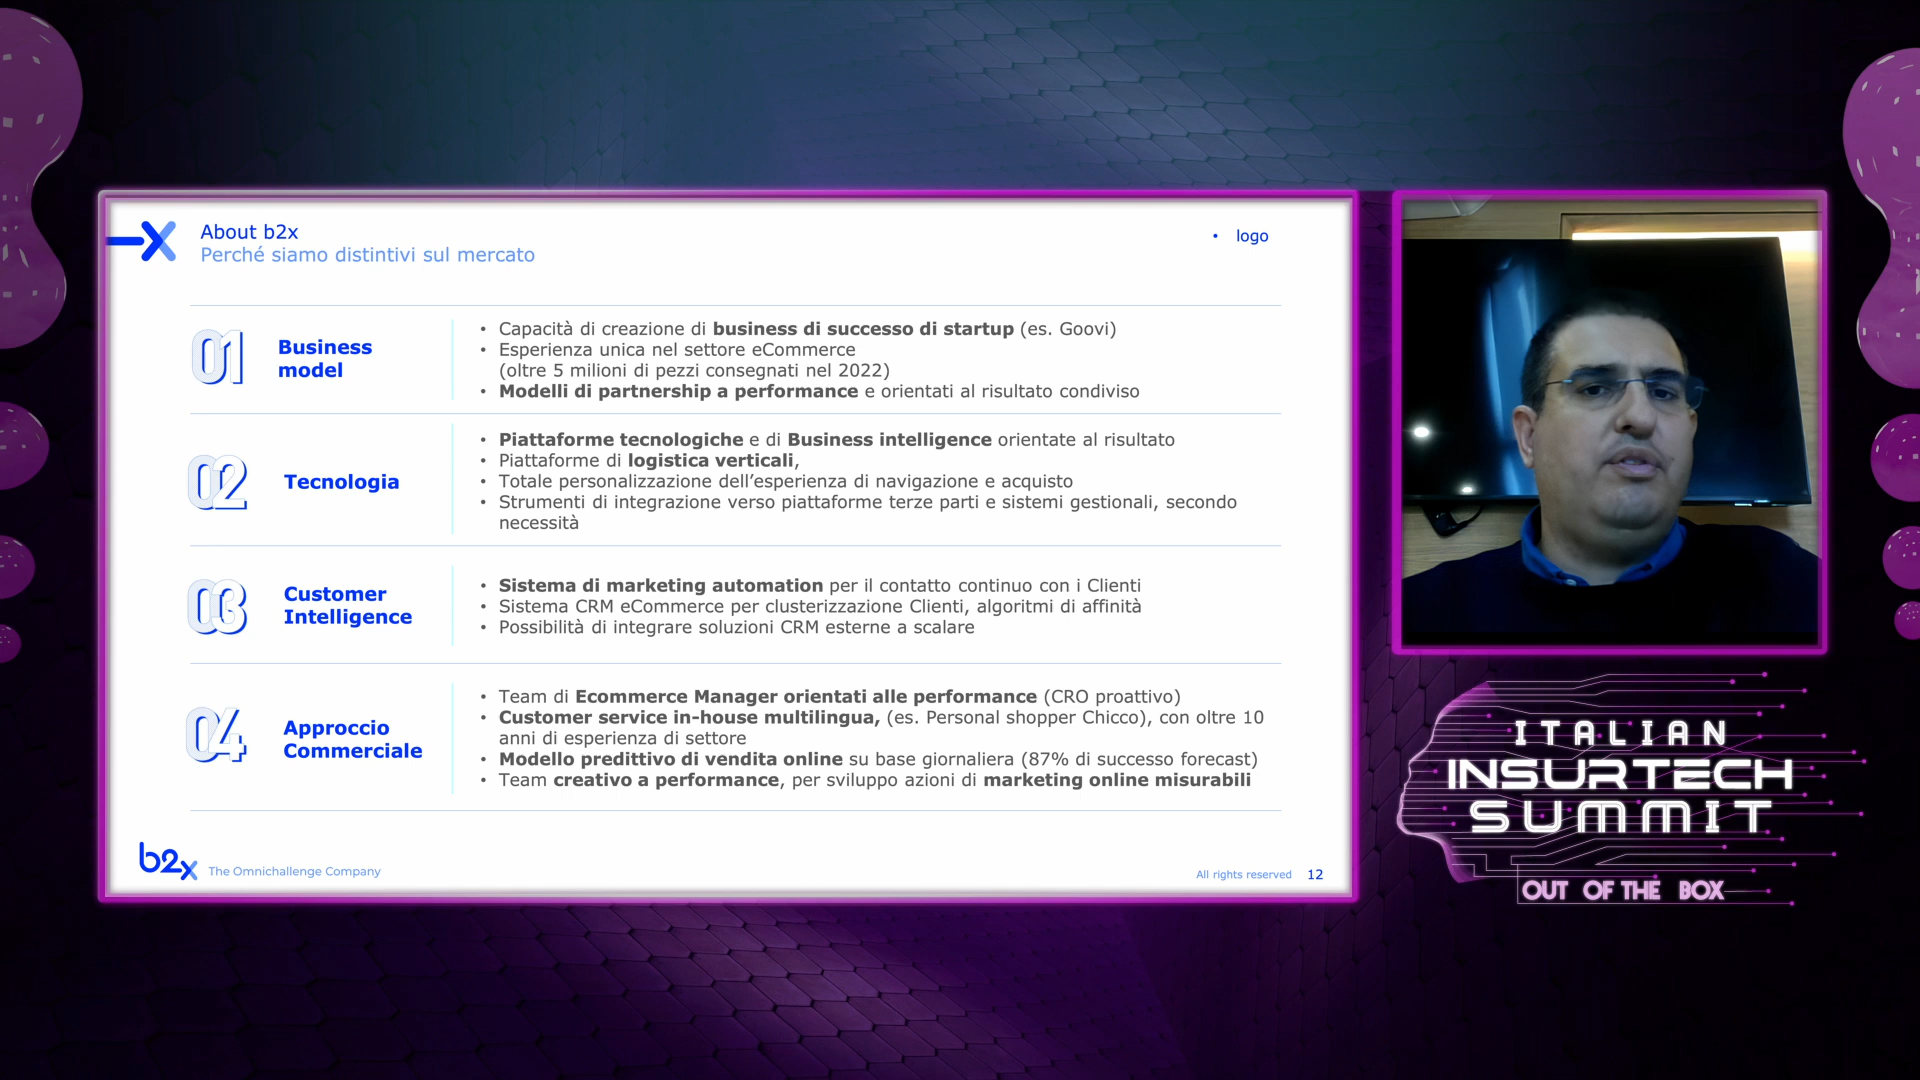 About b2x
Perché siamo distintivi sul mercato
• logo
01
Business
model
• Capacità di creazione di business di successo di startup (es. Goovi)
• Esperienza unica nel settore eCommerce
(oltre 5 milioni di pezzi consegnati nel 2022)
• Modelli di partnership a performance e orientati al risultato condiviso
02
Tecnologia
• Piattaforme tecnologiche e di Business intelligence orientate al risultato
• Piattaforme di logistica verticali,
• Totale personalizzazione dell’esperienza di navigazione e acquisto
• Strumenti di integrazione verso piattaforme terze parti e sistemi gestionali, secondo
necessità
03
Customer
Intelligence
• Sistema di marketing automation per il contatto continuo con i Clienti
• Sistema CRM eCommerce per clusterizzazione Clienti, algoritmi di affinità
• Possibilità di integrare soluzioni CRM esterne a scalare
04
Approccio
Commerciale
• Team di Ecommerce Manager orientati alle performance (CRO proattivo)
• Customer service in-house multilingua, (es. Personal shopper Chicco), con oltre 10
anni di esperienza di settore
• Modello predittivo di vendita online su base giornaliera (87% di successo forecast)
• Team creativo a performance, per sviluppo azioni di marketing online misurabili
b2x The Omnichallenge Company
All rights reserved 12
ITALIAN
INSURTECH
SUMMIT
OUT OF THE BOX